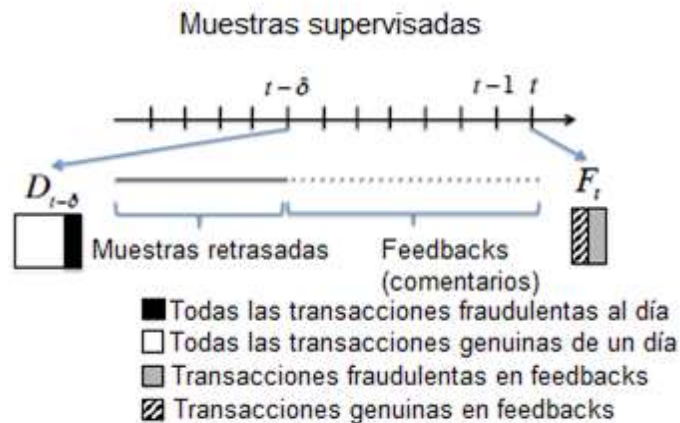 Muestras supervisadas
t − δ t − 1 t
D_{t−δ} F_t
Muestras retrasadas Feedbacks
(comentarios)
Todas las transacciones fraudulentas al día
Todas las transacciones genuinas de un día
Transacciones fraudulentas en feedbacks
Transacciones genuinas en feedbacks